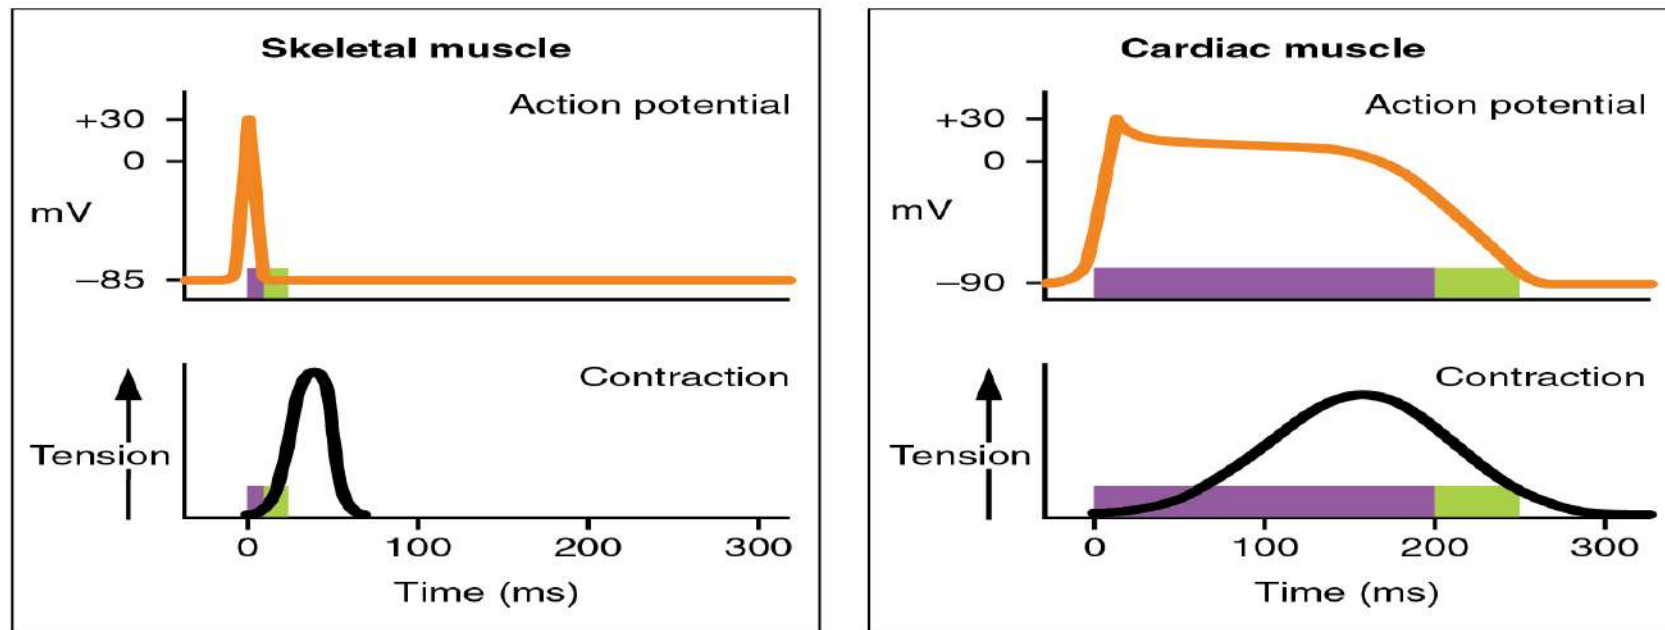 Skeletal muscle
Action potential
+30
0
mV
–85
Contraction
Tension
0 100 200 300
Time (ms)
Cardiac muscle
Action potential
+30
0
mV
–90
Contraction
Tension
0 100 200 300
Time (ms)